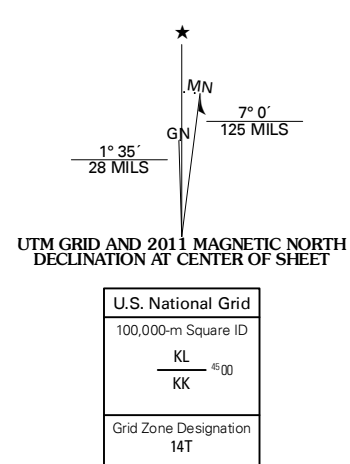 ★
MN
GN
7° 0´
125 MILS
1° 35´
28 MILS
UTM GRID AND 2011 MAGNETIC NORTH
DECLINATION AT CENTER OF SHEET
U.S. National Grid
100,000-m Square ID
KL
4500
KK
Grid Zone Designation
14T